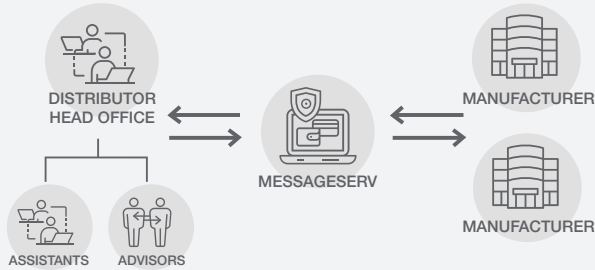 DISTRIBUTOR
HEAD OFFICE
MANUFACTURER
MESSAGESERV
MANUFACTURER
ASSISTANTS
ADVISORS